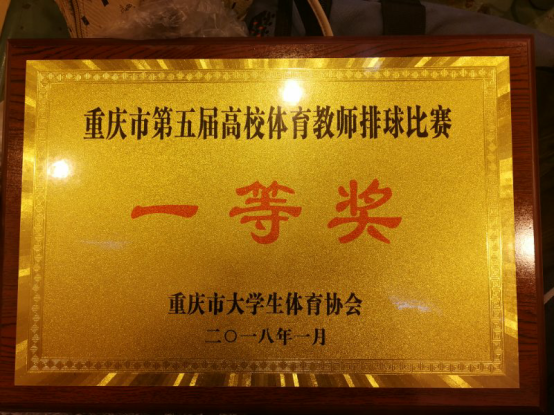 重庆市第五届高校体育教师排球比赛
一等奖
重庆市大学生体育协会
二〇一八年一月